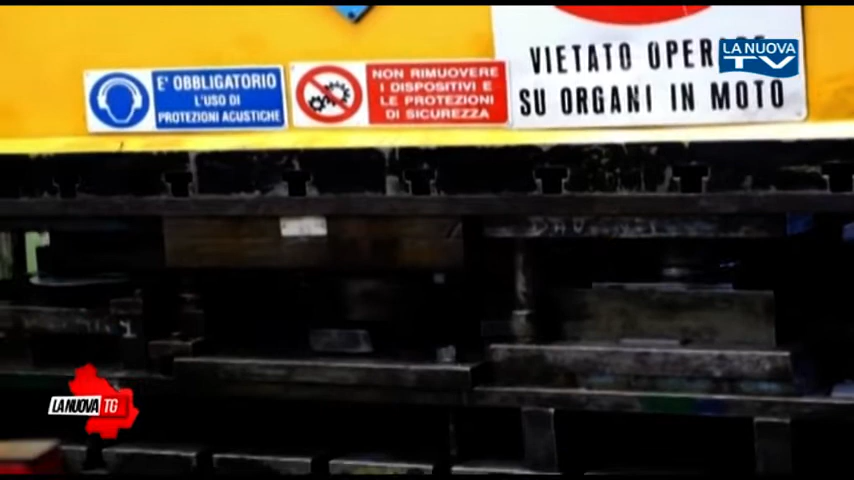 LA NUOVA
TV
VIETATO OPERARE
SU ORGANI IN MOTO
E' OBBLIGATORIO
L'USO DI
PROTEZIONI ACUSTICHE
NON RIMUOVERE
I DISPOSITIVI E
LE PROTEZIONI
DI SICUREZZA
LA NUOVA TG